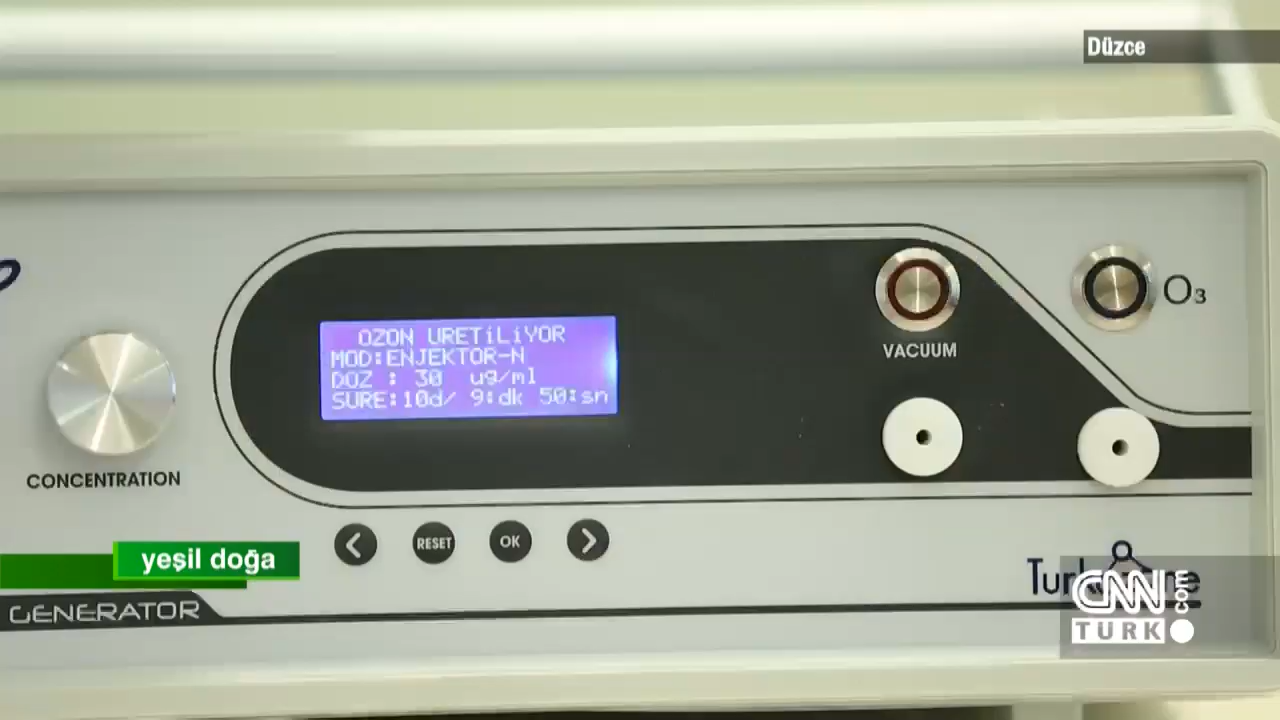 Düzce
OZON URETiLiYOR
MOD:ENJEKTOR-N
DOZ : 30 ug/ml
SURE:10d/ 9:dk 50:sn
VACUUM
O₃
CONCENTRATION
RESET
OK
yeşil doğa
GENERATOR
CNN
TURK
.com